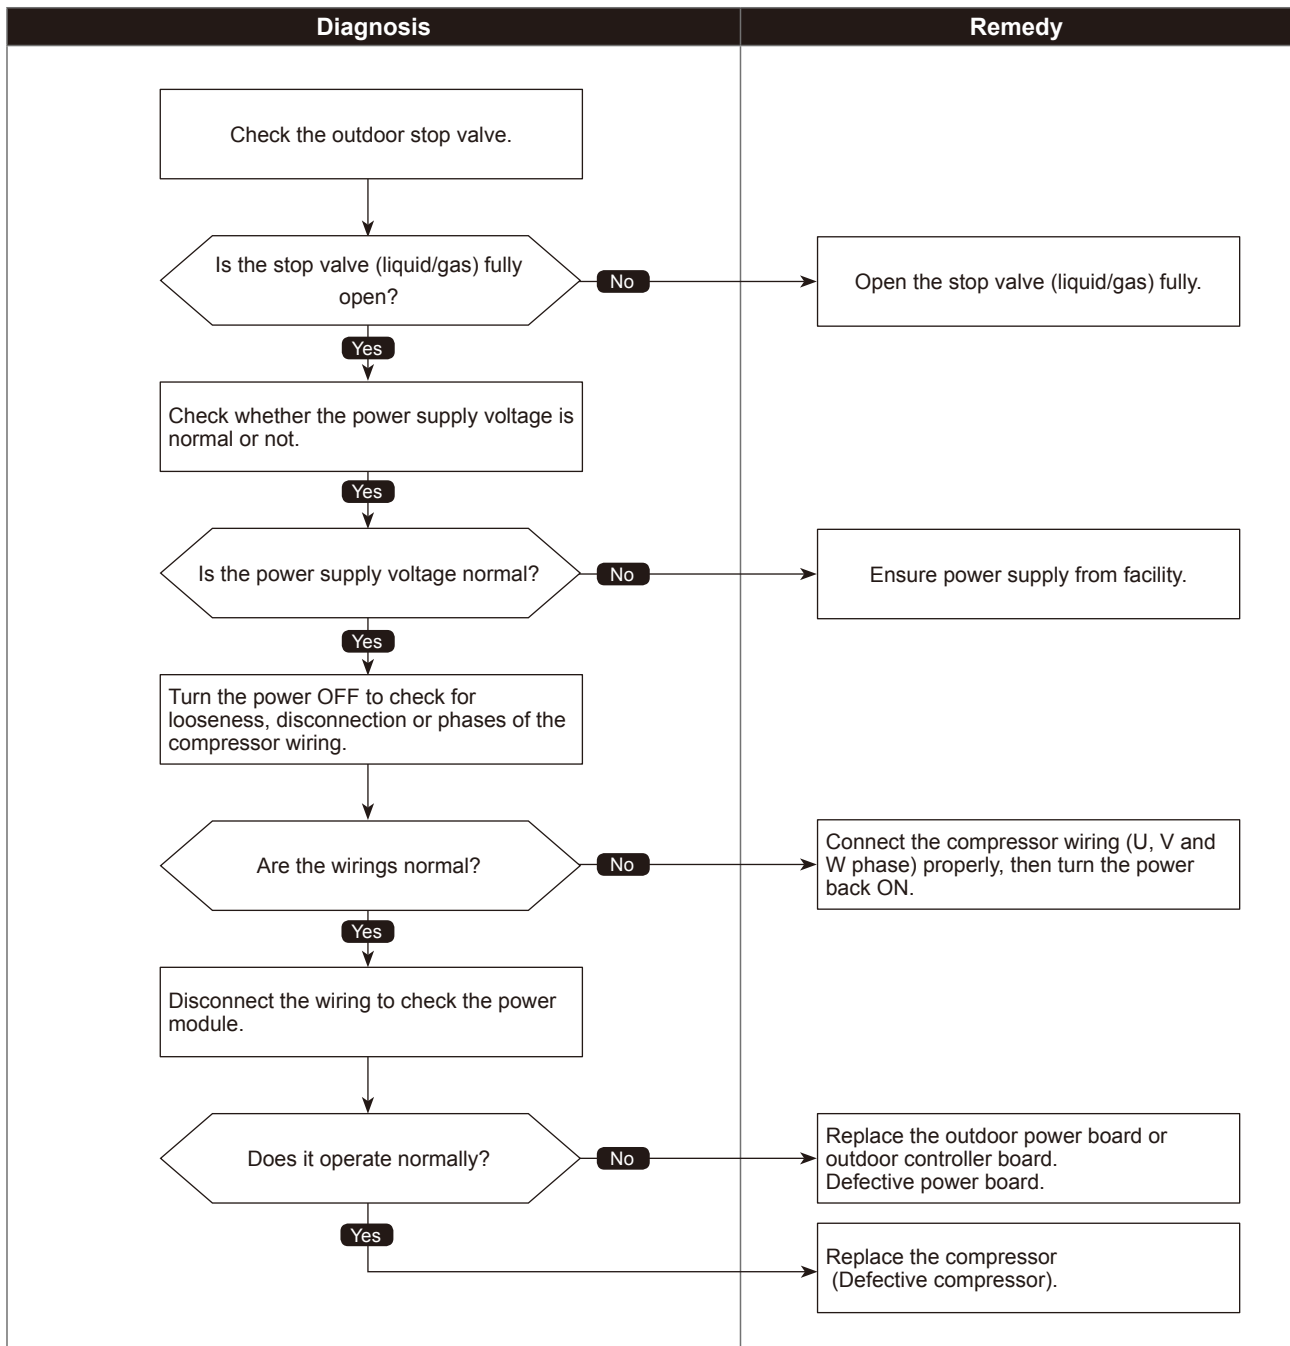 Diagnosis
Remedy
Check the outdoor stop valve.
Is the stop valve (liquid/gas) fully
open?
No
Open the stop valve (liquid/gas) fully.
Yes
Check whether the power supply voltage is
normal or not.
Yes
Is the power supply voltage normal?
No
Ensure power supply from facility.
Yes
Turn the power OFF to check for
looseness, disconnection or phases of the
compressor wiring.
Are the wirings normal?
No
Connect the compressor wiring (U, V and
W phase) properly, then turn the power
back ON.
Yes
Disconnect the wiring to check the power
module.
Does it operate normally?
No
Replace the outdoor power board or
outdoor controller board.
Defective power board.
Yes
Replace the compressor
(Defective compressor).